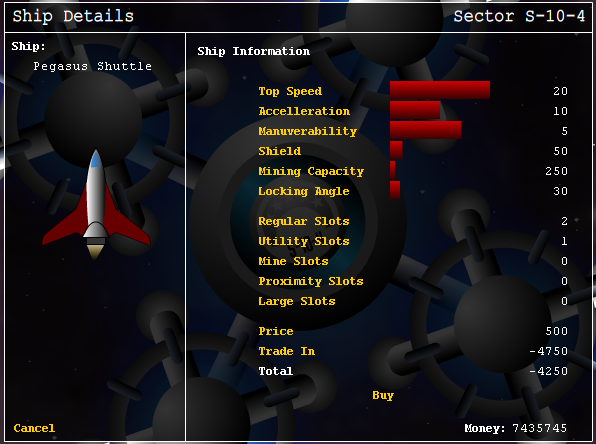 Ship Details Sector S-10-4
Ship: Ship Information
Pegasus Shuttle
Top Speed 20
Accelleration 10
Manuverability 5
Shield 50
Mining Capacity 250
Locking Angle 30
Regular Slots 2
Utility Slots 1
Mine Slots 0
Proximity Slots 0
Large Slots 0
Price 500
Trade In -4750
Total -4250
Buy
Cancel Money: 7435745